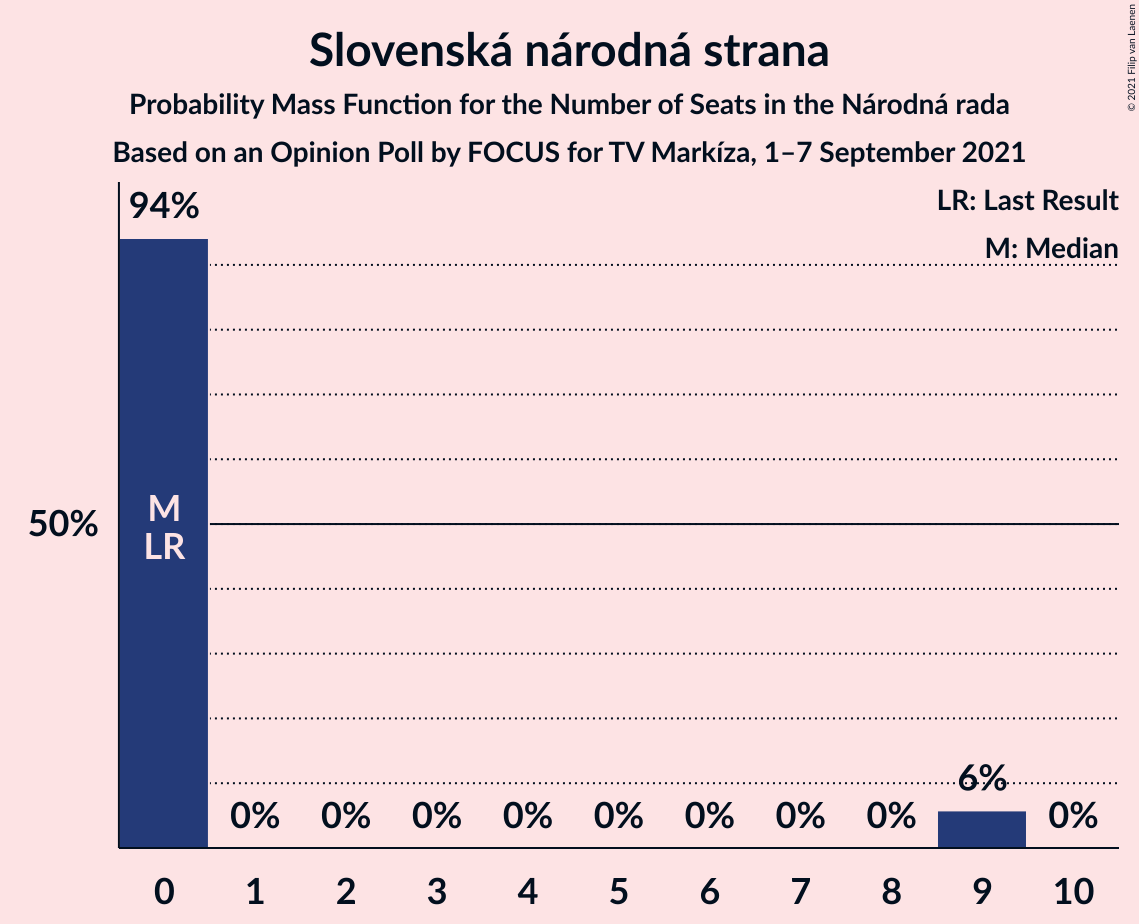 Slovenská národná strana
Probability Mass Function for the Number of Seats in the Národná rada
Based on an Opinion Poll by FOCUS for TV Markíza, 1–7 September 2021
© 2021 Filip van Laenen
LR: Last Result
M: Median
94%
M
LR
50%
0% 0% 0% 0% 0% 0% 0% 0% 6% 0%
0 1 2 3 4 5 6 7 8 9 10